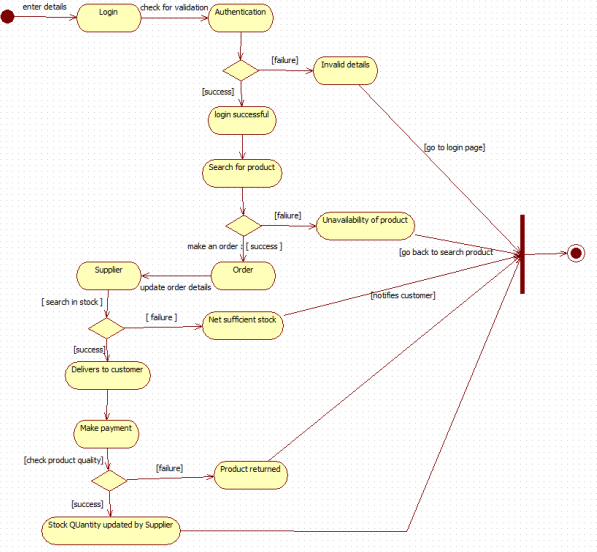 enter details
Login
check for validation
Authentication
[failure]
Invalid details
[success]
login successful
[go to login page]
Search for product
[faliure]
Unavailability of product
make an order : [ success ]
[go back to search product
Supplier
Order
update order details
[ search in stock ]
[notifies customer]
[ failure ]
Net sufficient stock
[success]
Delivers to customer
Make payment
[check product quality]
[failure]
Product returned
[success]
Stock QUantity updated by Supplier